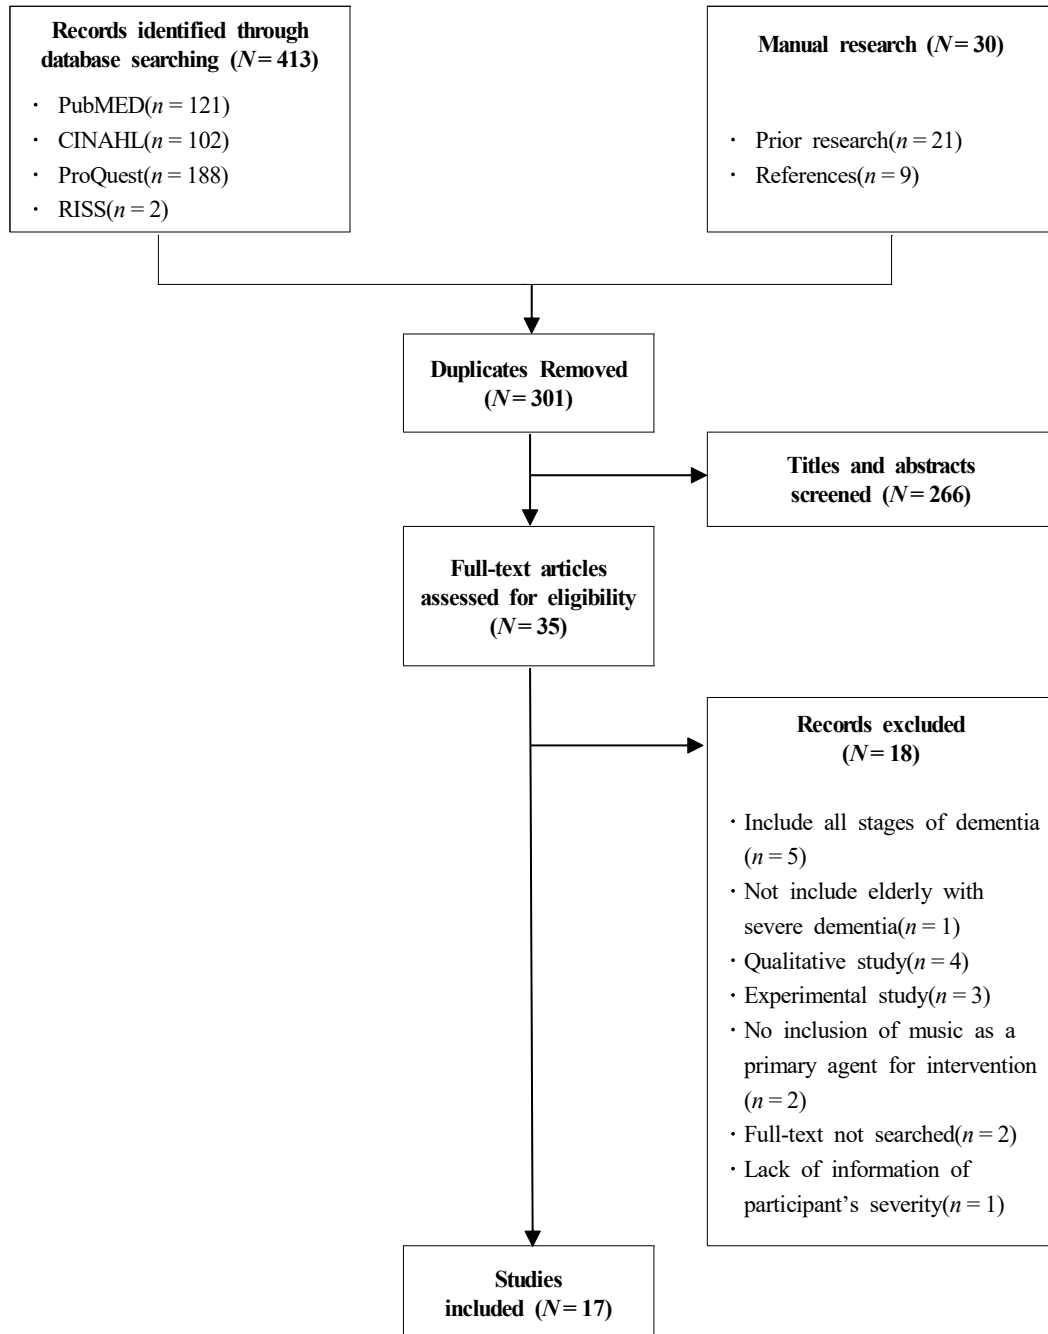 Records identified through
database searching (N = 413)
· PubMED(n = 121)
· CINAHL(n = 102)
· ProQuest(n = 188)
· RISS(n = 2)
Manual research (N = 30)
· Prior research(n = 21)
· References(n = 9)
Duplicates Removed
(N = 301)
Titles and abstracts
screened (N = 266)
Full-text articles
assessed for eligibility
(N = 35)
Records excluded
(N = 18)
· Include all stages of dementia
(n = 5)
· Not include elderly with
severe dementia(n = 1)
· Qualitative study(n = 4)
· Experimental study(n = 3)
· No inclusion of music as a
primary agent for intervention
(n = 2)
· Full-text not searched(n = 2)
· Lack of information of
participant's severity(n = 1)
Studies
included (N = 17)